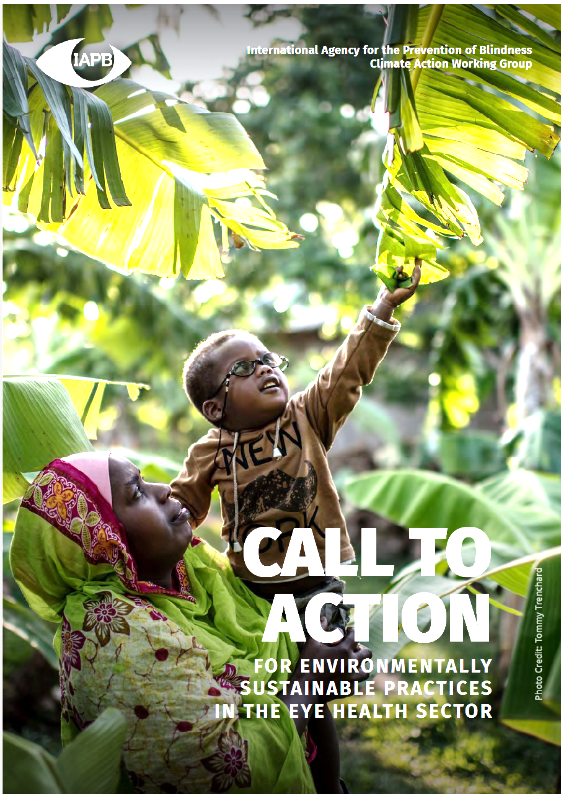 IAPB
International Agency for the Prevention of Blindness
Climate Action Working Group
NEW
YORK
CALL TO
ACTION
FOR ENVIRONMENTALLY
SUSTAINABLE PRACTICES
IN THE EYE HEALTH SECTOR
Photo Credit: Tommy Trenchard